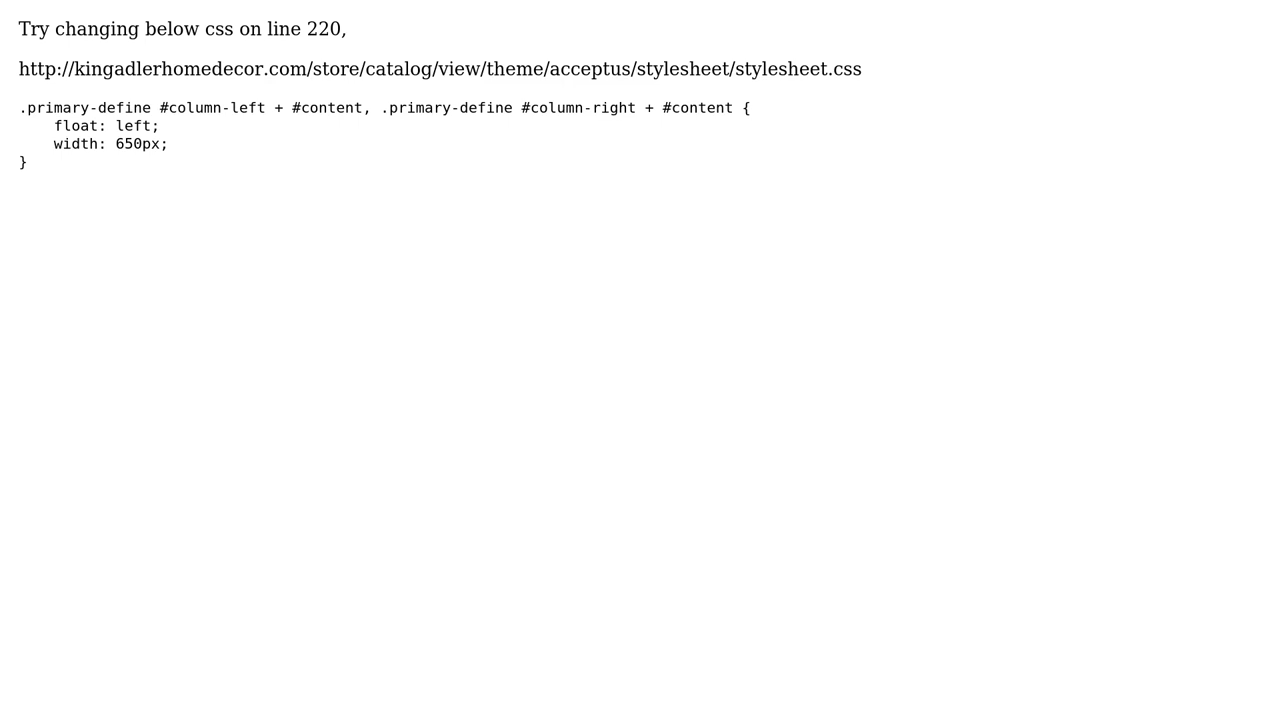 Try changing below css on line 220,
http://kingadlerhomedecor.com/store/catalog/view/theme/acceptus/stylesheet/stylesheet.css
.primary-define #column-left + #content, .primary-define #column-right + #content {
    float: left;
    width: 650px;
}